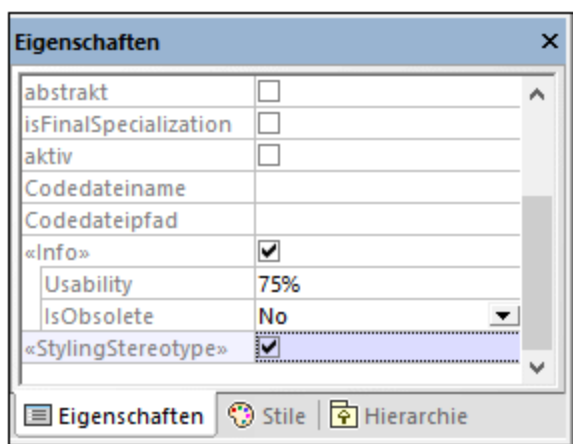 Eigenschaften
abstrakt
isFinalSpecialization
aktiv
Codedateiname
Codedateipfad
«Info»
Usability 75%
IsObsolete No
«StylingStereotype»
Eigenschaften Stile Hierarchie